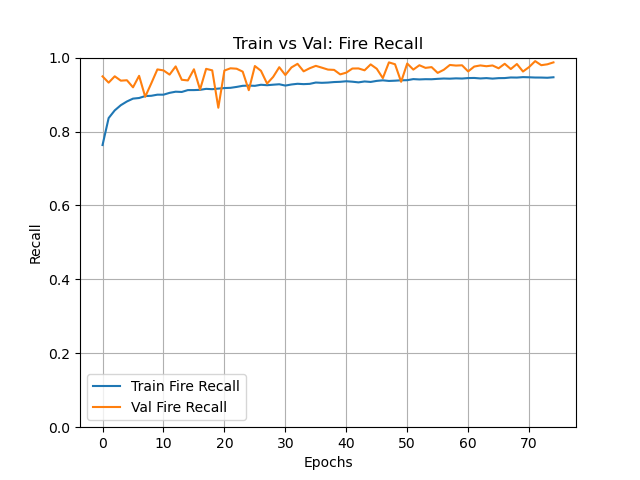 Train vs Val: Fire Recall
1.0
0.8
0.6
0.4
0.2
0.0
Recall
0 10 20 30 40 50 60 70
Epochs
Train Fire Recall
Val Fire Recall